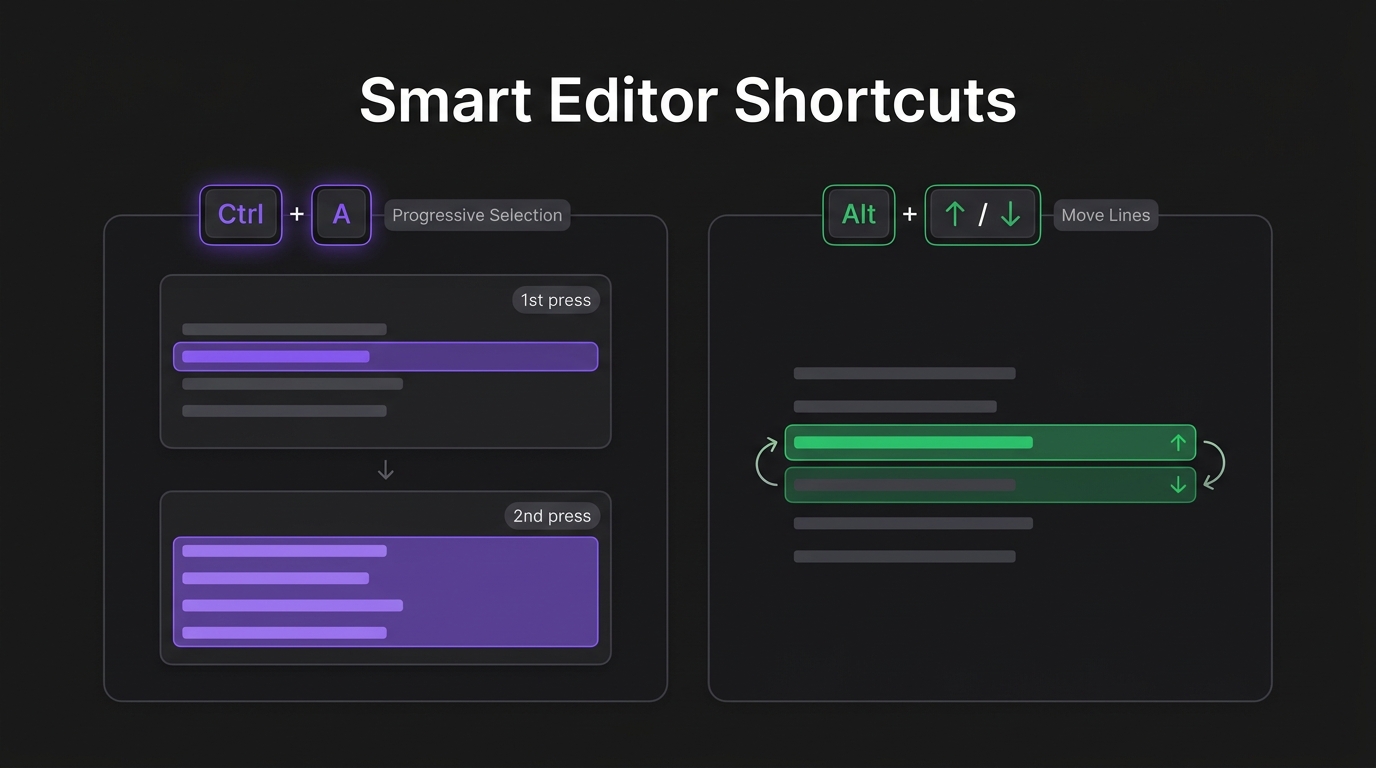 Smart Editor Shortcuts
Ctrl + A Progressive Selection
1st press
2nd press
Alt + ↑ / ↓ Move Lines